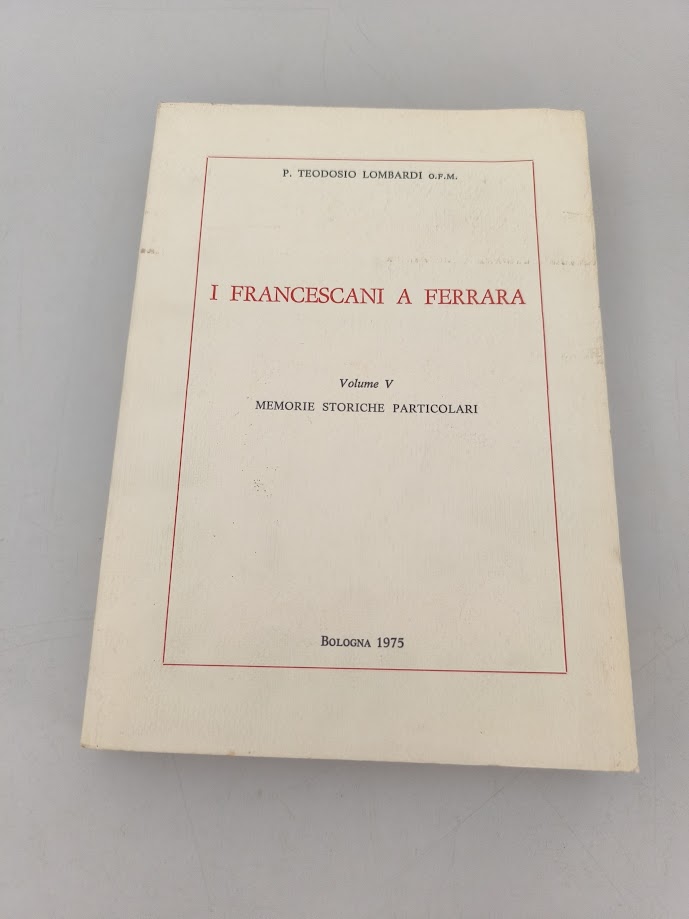 P. TEODOSIO LOMBARDI O.F.M.
I FRANCESCANI A FERRARA
Volume V
MEMORIE STORICHE PARTICOLARI
BOLOGNA 1975